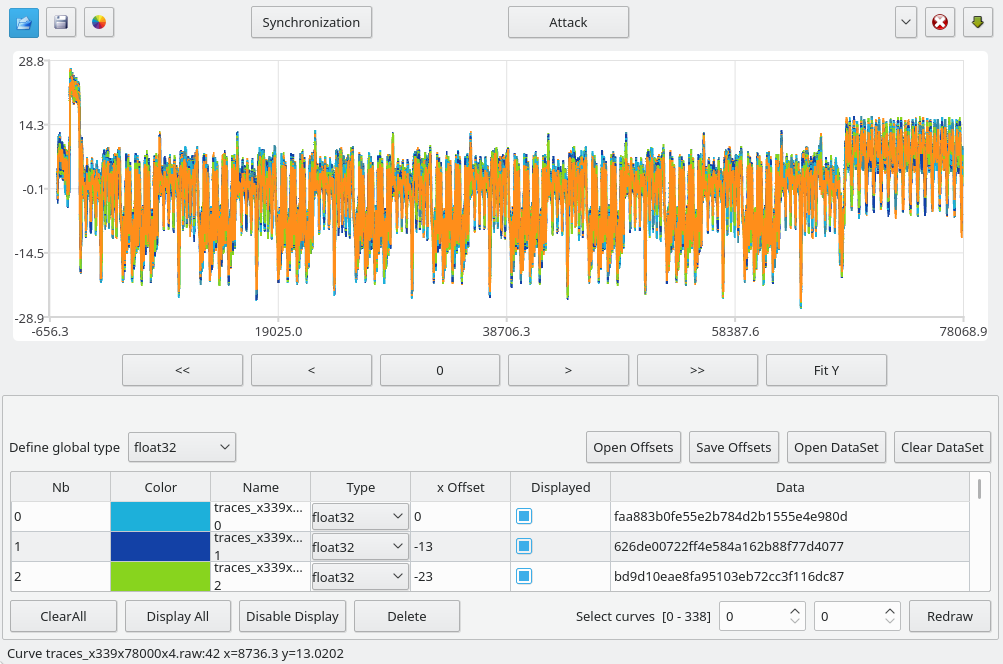 Synchronization Attack
28.8
14.3
-0.1
-14.5
-28.9
-656.3 19025.0 38706.3 58387.6 78068.9
<< < 0 > >> Fit Y
Define global type float32 Open Offsets Save Offsets Open DataSet Clear DataSet
Nb Color Name Type x Offset Displayed Data
0 traces_x339x... 0 float32 0 faa883b0fe55e2b784d2b1555e4e980d
1 traces_x339x... 1 float32 -13 626de00722ff4e584a162b88f77d4077
2 traces_x339x... 2 float32 -23 bd9d10eae8fa95103eb72cc3f116dc87
ClearAll Display All Disable Display Delete Select curves [0 - 338] 0 0 Redraw
Curve traces_x339x78000x4.raw:42 x=8736.3 y=13.0202